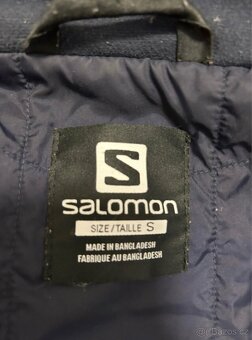 salomon
SIZE/TAILLE S
MADE IN BANGLADESH
FABRIQUE AU BANGLADESH